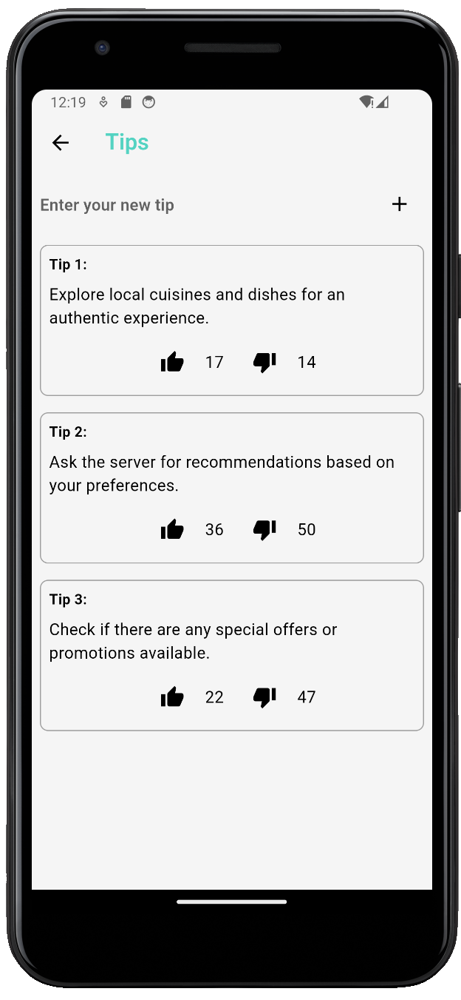 12:19
Tips
Enter your new tip
Tip 1:
Explore local cuisines and dishes for an
authentic experience.
17 14
Tip 2:
Ask the server for recommendations based on
your preferences.
36 50
Tip 3:
Check if there are any special offers or
promotions available.
22 47